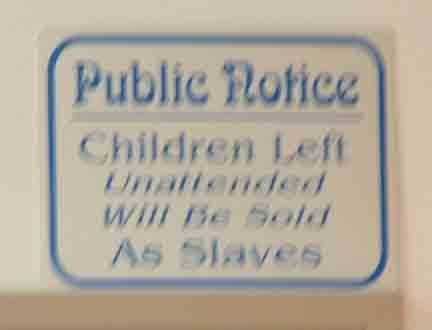 Public Notice
Children Left
Unattended
Will Be Sold
As Slaves